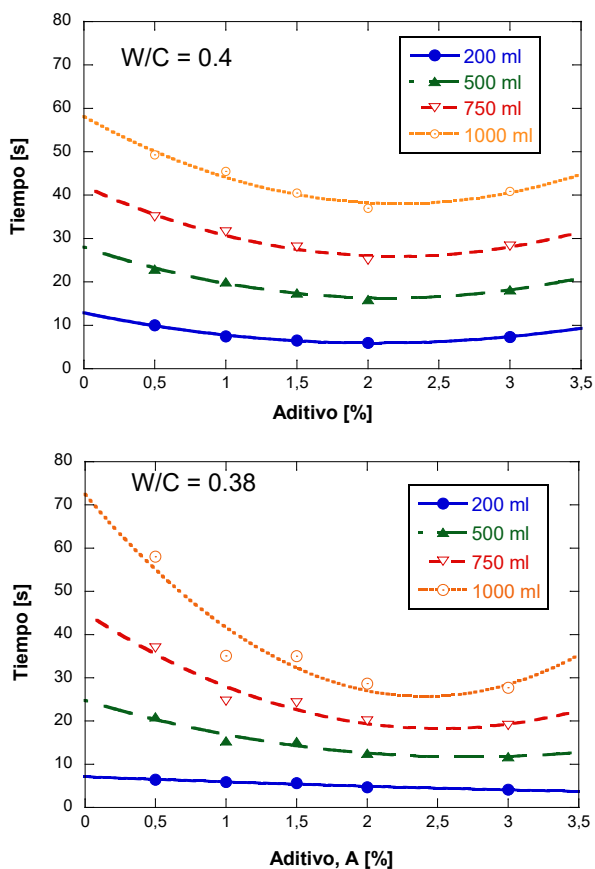 W/C = 0.4
200 ml
500 ml
750 ml
1000 ml
Tiempo [s]
80
70
60
50
40
30
20
10
0
0 0,5 1 1,5 2 2,5 3 3,5
Aditivo [%]
W/C = 0.38
200 ml
500 ml
750 ml
1000 ml
Tiempo [s]
80
70
60
50
40
30
20
10
0
0 0,5 1 1,5 2 2,5 3 3,5
Aditivo, A [%]